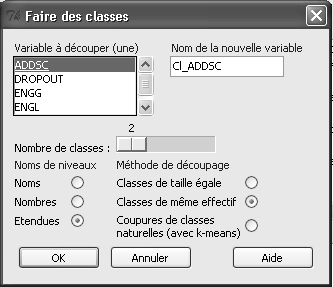 Faire des classes
Variable à découper (une)
Nom de la nouvelle variable
ADDSC
DROPOUT
ENGG
ENGL
Cl_ADDSC
2
Nombre de classes :
Noms de niveaux
Méthode de découpage
Noms
Classes de taille égale
Nombres
Classes de même effectif
Etendues
Coupures de classes
naturelles (avec k-means)
OK
Annuler
Aide